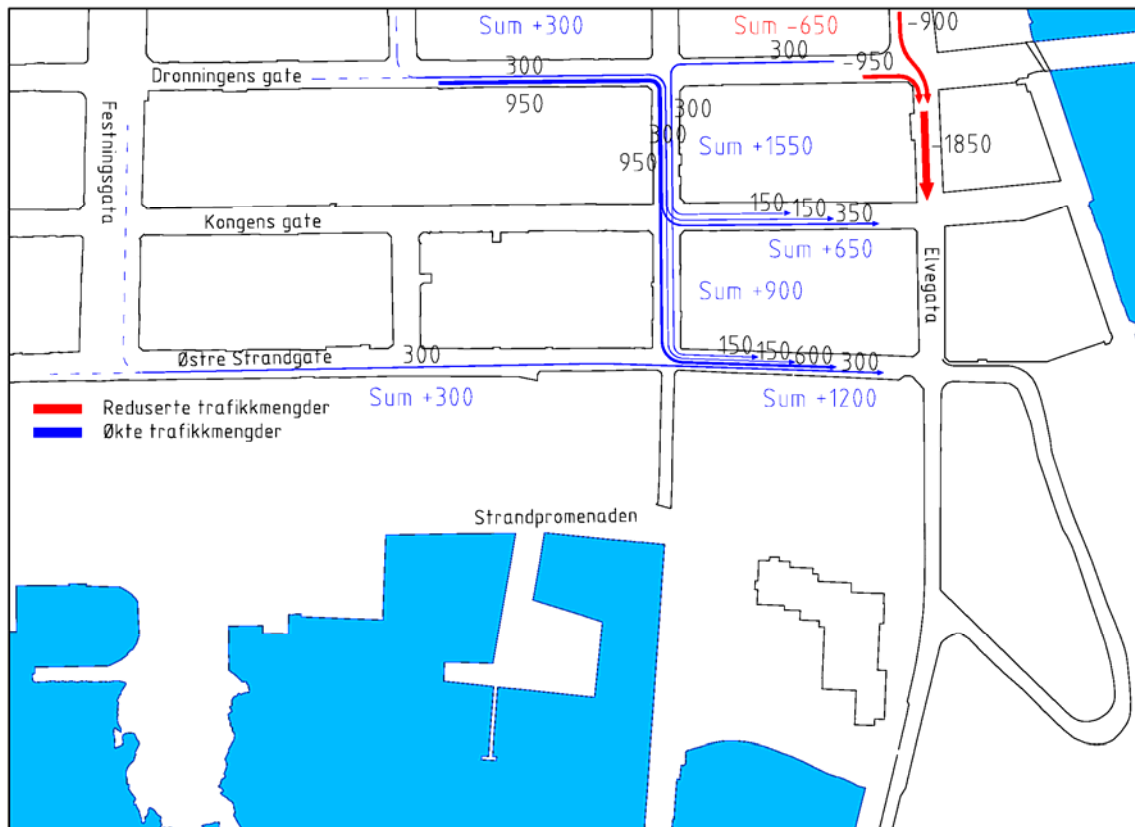 Sum +300
Sum -650
-900
Dronningens gate
300
300
-950
950
300
300
950
Sum +1550
-1850
Festningsgata
Kongens gate
150
150
350
Sum +650
Elvegata
Sum +900
Østre Strandgate
300
150
150
600
300
Sum +300
Sum +1200
Reduserte trafikkmengder
Økte trafikkmengder
Strandpromenaden